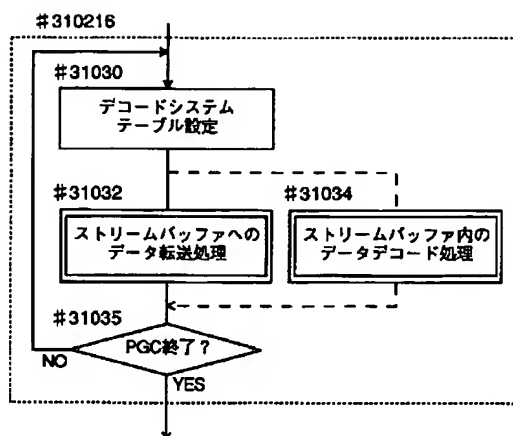 #310216
#31030
デコードシステム
テーブル設定
#31032
ストリームバッファへの
データ転送処理
#31034
ストリームバッファ内の
データデコード処理
#31035
PGC終了?
NO
YES